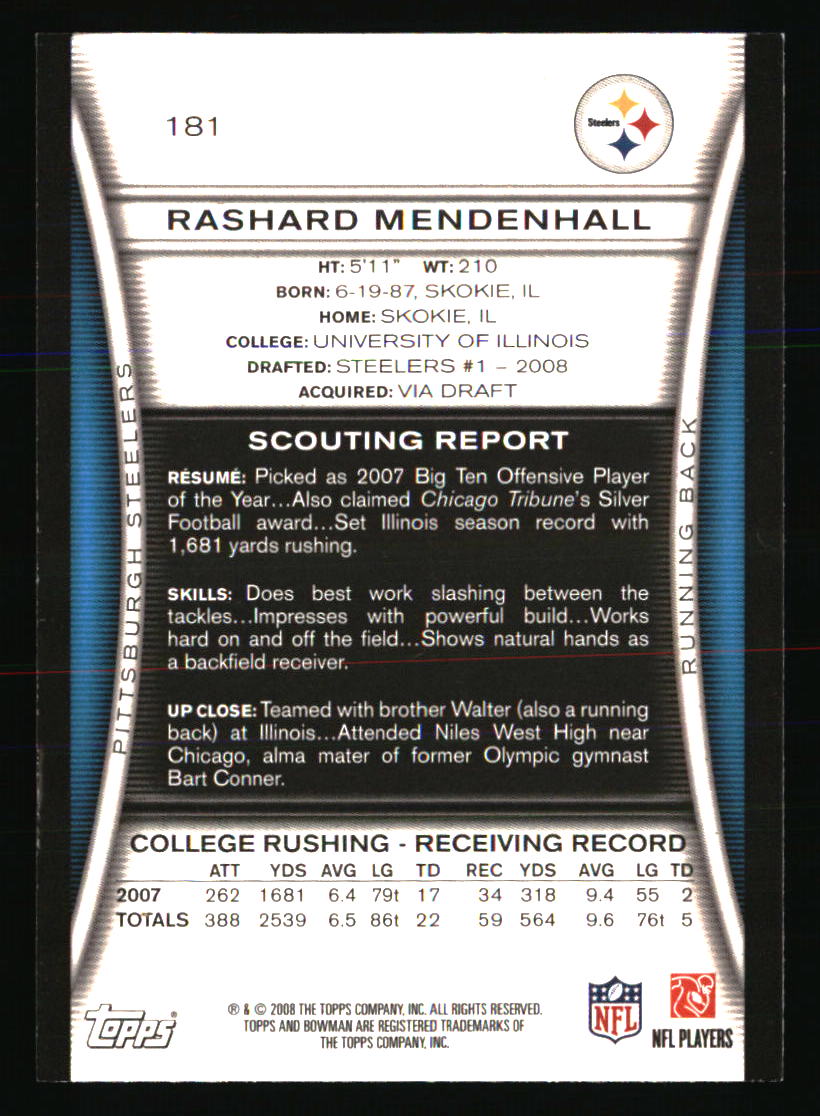 181
Steelers
RASHARD MENDENHALL
HT: 5'11" WT: 210
BORN: 6-19-87, SKOKIE, IL
HOME: SKOKIE, IL
COLLEGE: UNIVERSITY OF ILLINOIS
DRAFTED: STEELERS #1 – 2008
ACQUIRED: VIA DRAFT
PITTSBURGH STEELERS
RUNNING BACK
SCOUTING REPORT
RÉSUMÉ: Picked as 2007 Big Ten Offensive Player
of the Year...Also claimed Chicago Tribune's Silver
Football award...Set Illinois season record with
1,681 yards rushing.
SKILLS: Does best work slashing between the
tackles...Impresses with powerful build...Works
hard on and off the field...Shows natural hands as
a backfield receiver.
UP CLOSE: Teamed with brother Walter (also a running
back) at Illinois...Attended Niles West High near
Chicago, alma mater of former Olympic gymnast
Bart Conner.
COLLEGE RUSHING - RECEIVING RECORD
ATT YDS AVG LG TD REC YDS AVG LG TD
2007 262 1681 6.4 79t 17 34 318 9.4 55 2
TOTALS 388 2539 6.5 86t 22 59 564 9.6 76t 5
Topps®
® & © 2008 THE TOPPS COMPANY, INC. ALL RIGHTS RESERVED.
TOPPS AND BOWMAN ARE REGISTERED TRADEMARKS OF
THE TOPPS COMPANY, INC.
NFL
NFL PLAYERS